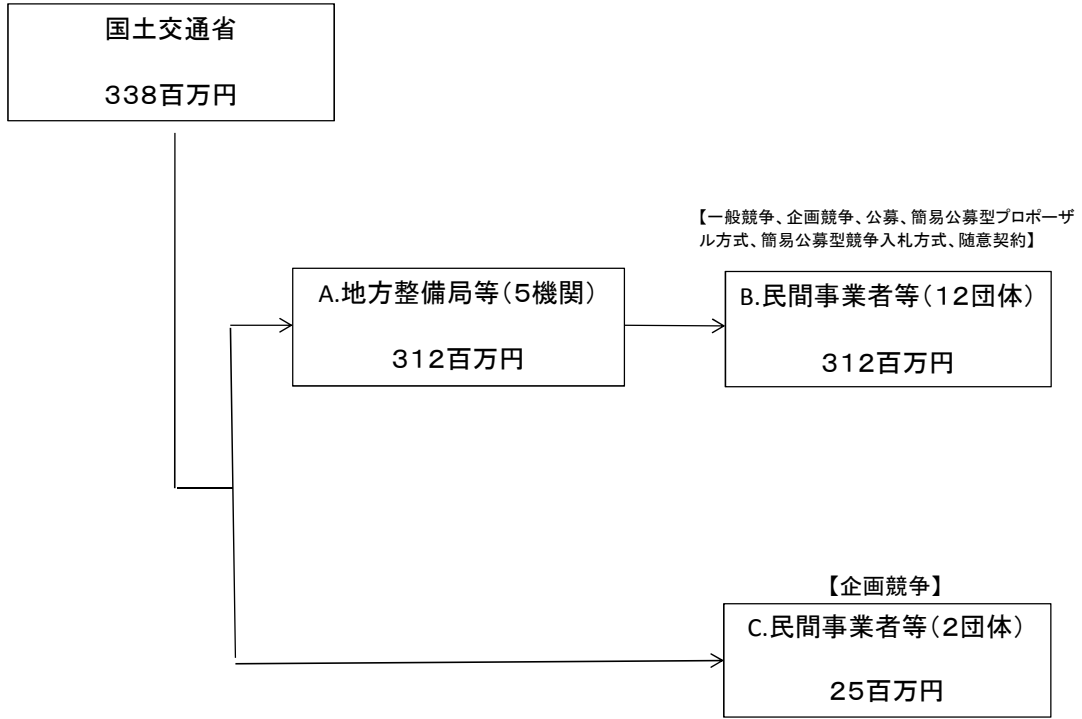 国土交通省
338百万円
【一般競争、企画競争、公募、簡易公募型プロポーザ
ル方式、簡易公募型競争入札方式、随意契約】
A.地方整備局等(5機関)
312百万円
B.民間事業者等(12団体)
312百万円
【企画競争】
C.民間事業者等(2団体)
25百万円